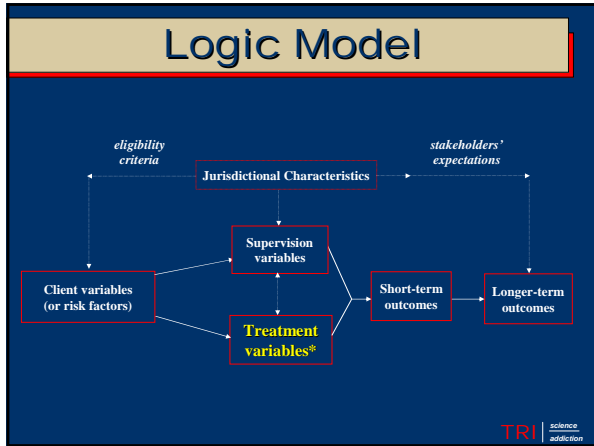 Logic Model
eligibility
criteria
stakeholders'
expectations
Jurisdictional Characteristics
Supervision
variables
Client variables
(or risk factors)
Treatment
variables*
Short-term
outcomes
Longer-term
outcomes
TRI
science
addiction